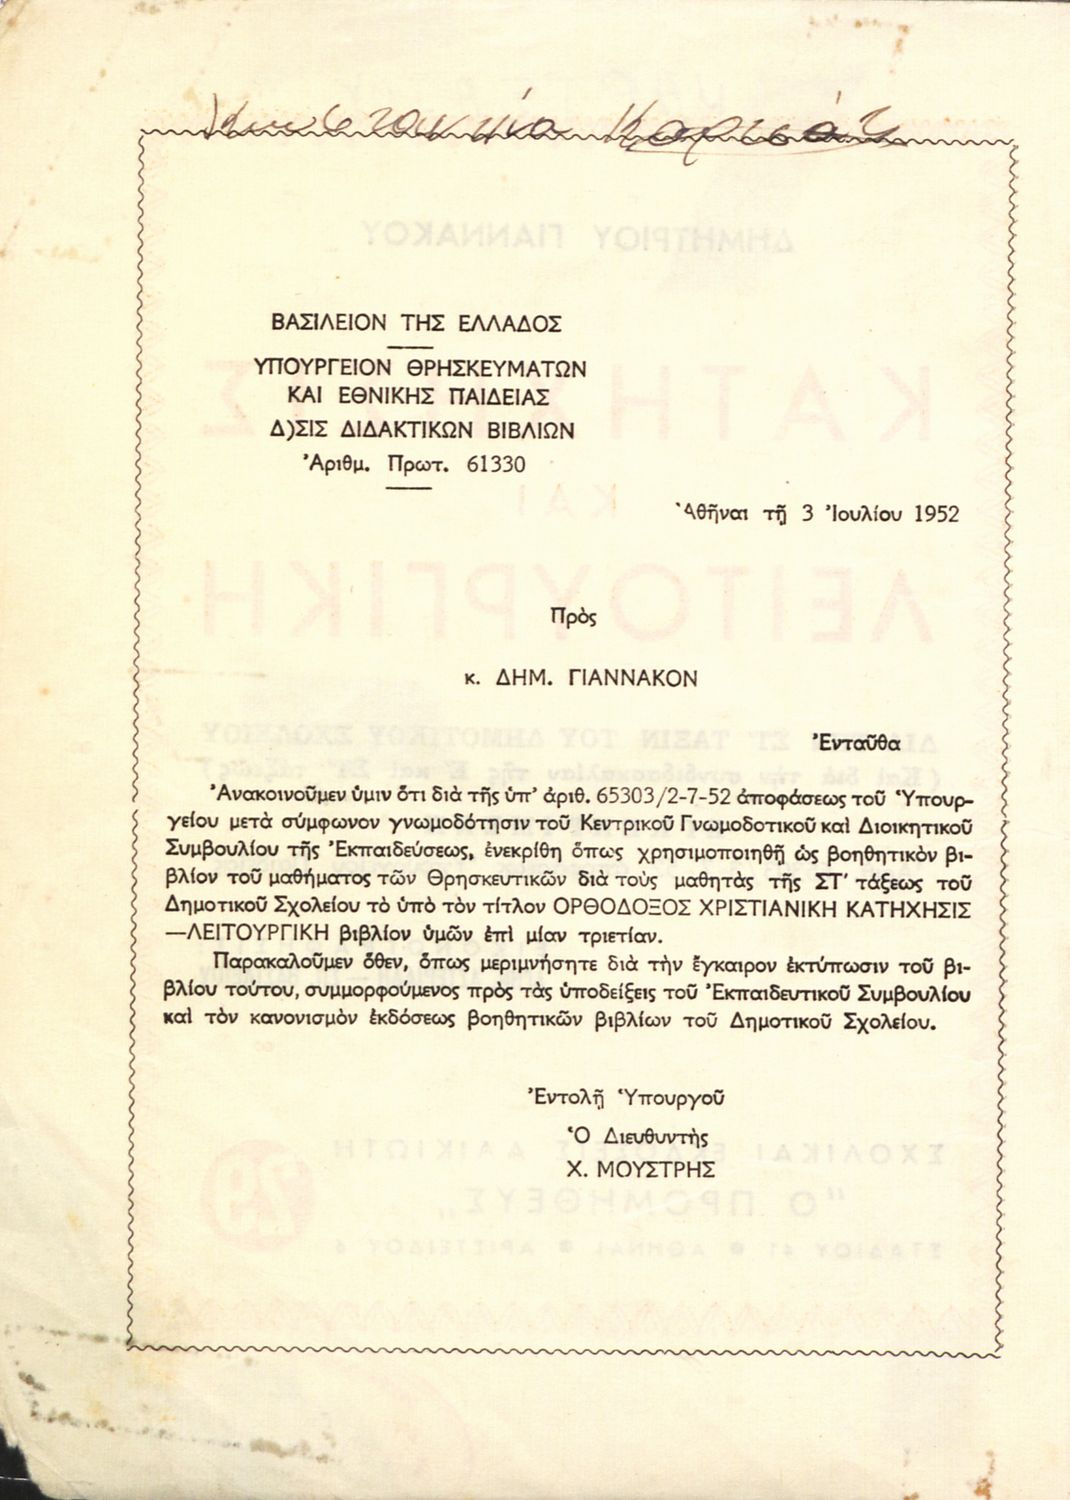 ΒΑΣΙΛΕΙΟΝ ΤΗΣ ΕΛΛΑΔΟΣ
ΥΠΟΥΡΓΕΙΟΝ ΘΡΗΣΚΕΥΜΑΤΩΝ
ΚΑΙ ΕΘΝΙΚΗΣ ΠΑΙΔΕΙΑΣ
Δ)ΣΙΣ ΔΙΔΑΚΤΙΚΩΝ ΒΙΒΛΙΩΝ
Ἀριθμ. Πρωτ. 61330
Ἀθῆναι τῇ 3 Ἰουλίου 1952
Πρὸς
κ. ΔΗΜ. ΓΙΑΝΝΑΚΟΝ
Ἐνταῦθα
Ἀνακοινοῦμεν ὑμιν ὅτι διὰ τῆς ὑπ' ἀριθ. 65303/2-7-52 ἀποφάσεως τοῦ Ὑπουρ-
γείου μετὰ σύμφωνον γνωμοδότησιν τοῦ Κεντρικοῦ Γνωμοδοτικοῦ καὶ Διοικητικοῦ
Συμβουλίου τῆς Ἐκπαιδεύσεως, ἐνεκρίθη ὅπως χρησιμοποιηθῇ ὡς βοηθητικὸν βι-
βλίον τοῦ μαθήματος τῶν Θρησκευτικῶν διὰ τοὺς μαθητὰς τῆς ΣΤ' τάξεως τοῦ
Δημοτικοῦ Σχολείου τὸ ὑπὸ τὸν τίτλον ΟΡΘΟΔΟΞΟΣ ΧΡΙΣΤΙΑΝΙΚΗ ΚΑΤΗΧΗΣΙΣ
—ΛΕΙΤΟΥΡΓΙΚΗ βιβλίον ὑμῶν ἐπὶ μίαν τριετίαν.
Παρακαλοῦμεν ὅθεν, ὅπως μεριμνήσητε διὰ τὴν ἔγκαιρον ἐκτύπωσιν τοῦ βι-
βλίου τούτου, συμμορφούμενος πρὸς τὰς ὑποδείξεις τοῦ Ἐκπαιδευτικοῦ Συμβουλίου
καὶ τὸν κανονισμὸν ἐκδόσεως βοηθητικῶν βιβλίων τοῦ Δημοτικοῦ Σχολείου.
Ἐντολῇ Ὑπουργοῦ
Ὁ Διευθυντὴς
Χ. ΜΟΥΣΤΡΗΣ